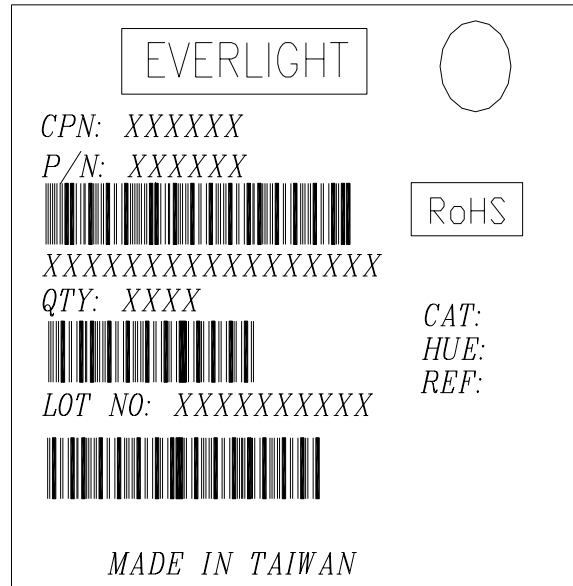 EVERLIGHT
CPN: XXXXXX
P/N: XXXXXX
RoHS
XXXXXXXXXXXXXXXXX
QTY: XXXX
CAT:
HUE:
REF:
LOT NO: XXXXXXXXXX
MADE IN TAIWAN